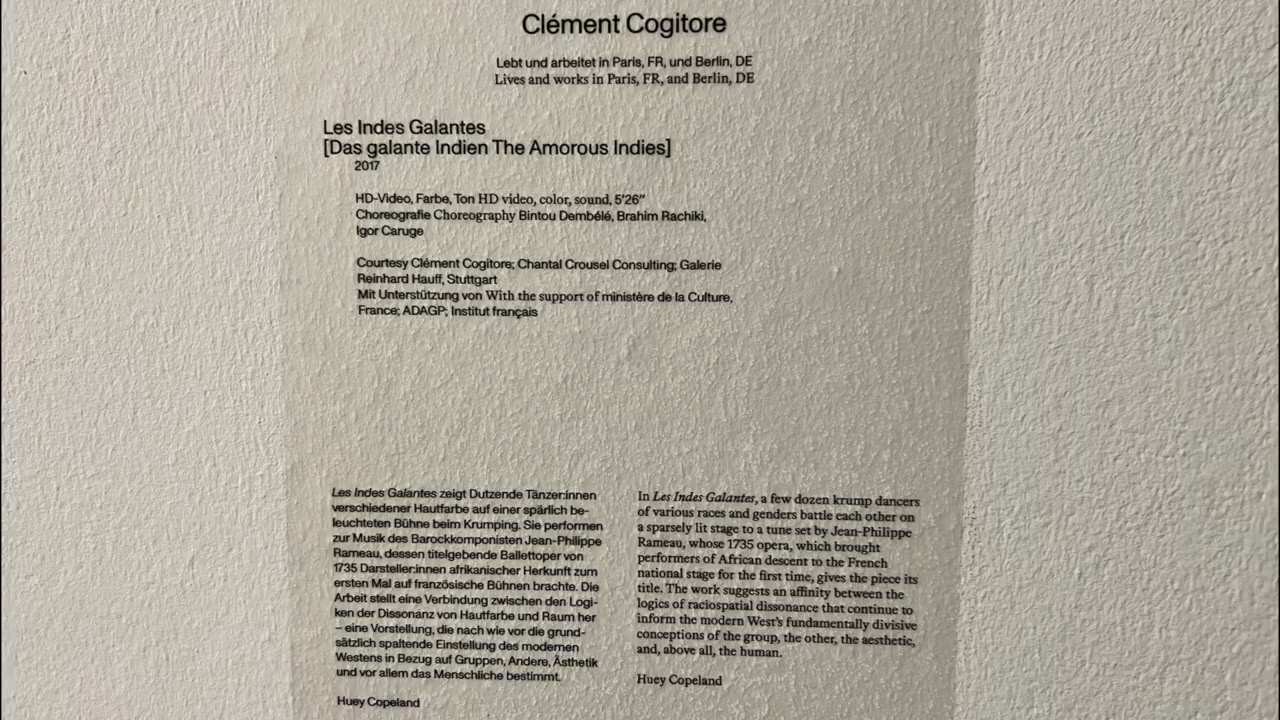 Clément Cogitore
Lebt und arbeitet in Paris, FR, und Berlin, DE
Lives and works in Paris, FR, and Berlin, DE
Les Indes Galantes
[Das galante Indien The Amorous Indies]
2017
HD-Video, Farbe, Ton HD video, color, sound, 5′26″
Choreografie Choreography Bintou Dembélé, Brahim Rachiki,
Igor Caruge
Courtesy Clément Cogitore; Chantal Crousel Consulting; Galerie
Reinhard Hauff, Stuttgart
Mit Unterstützung von With the support of ministère de la Culture,
France; ADAGP; Institut français
Les Indes Galantes zeigt Dutzende Tänzer:innen
verschiedener Hautfarbe auf einer spärlich be-
leuchteten Bühne beim Krumping. Sie performen
zur Musik des Barockkomponisten Jean-Philippe
Rameau, dessen titelgebende Ballettoper von
1735 Darsteller:innen afrikanischer Herkunft zum
ersten Mal auf französische Bühnen brachte. Die
Arbeit stellt eine Verbindung zwischen den Logi-
ken der Dissonanz von Hautfarbe und Raum her
– eine Vorstellung, die nach wie vor die grund-
sätzlich spaltende Einstellung des modernen
Westens in Bezug auf Gruppen, Andere, Ästhetik
und vor allem das Menschliche bestimmt.
Huey Copeland
In Les Indes Galantes, a few dozen krump dancers
of various races and genders battle each other on
a sparsely lit stage to a tune set by Jean-Philippe
Rameau, whose 1735 opera, which brought
performers of African descent to the French
national stage for the first time, gives the piece its
title. The work suggests an affinity between the
logics of raciospatial dissonance that continue to
inform the modern West's fundamentally divisive
conceptions of the group, the other, the aesthetic,
and, above all, the human.
Huey Copeland